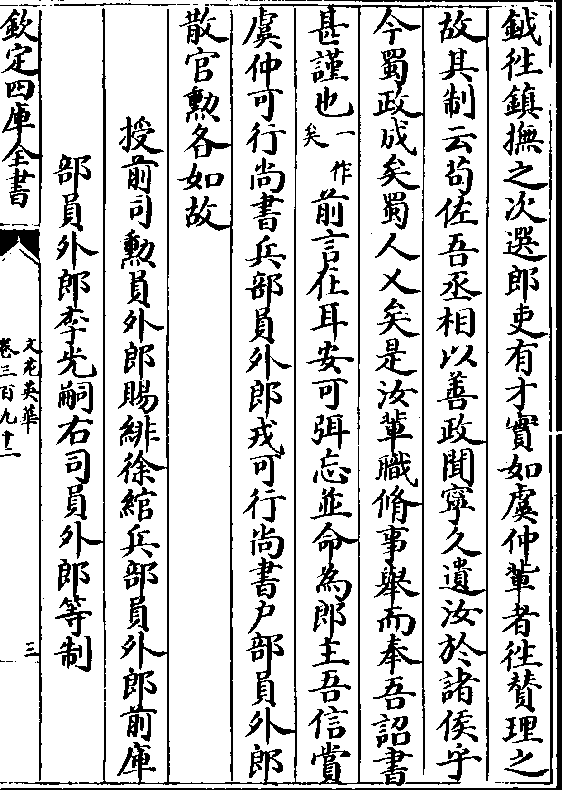 鉞徃鎮撫之次選郎吏有才實如虞仲輩者徃賛理之
故其制云苟佐吾丞相以善政聞寧久遺汝於諸侯乎
今蜀政成矣蜀人乂矣是汝輩職脩事舉而奉吾詔書
甚謹也一作矣前言在耳安可弭忘並命為郎主吾信賞
虞仲可行尚書兵部員外郎戎可行尚書户部員外郎
散官勲各如故
授前司勲員外郎賜緋徐綰兵部員外郎前庫
部員外郎李光嗣右司員外郎等制
欽定四庫全書
文苑英華
卷三百九十一
三